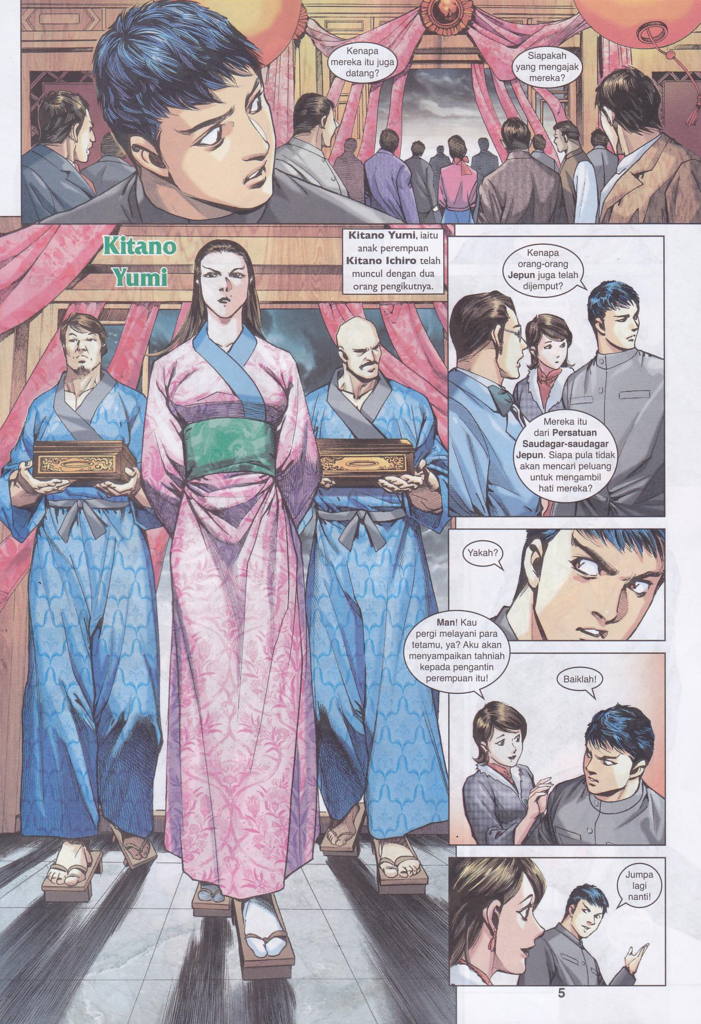 Kenapa
mereka itu juga
datang?
Siapakah
yang mengajak
mereka?
Kitano
Yumi
Kitano Yumi, iaitu
anak perempuan
Kitano Ichiro telah
muncul dengan dua
orang pengikutnya.
Kenapa
orang-orang
Jepun juga telah
dijemput?
Mereka itu
dari Persatuan
Saudagar-saudagar
Jepun. Siapa pula tidak
akan mencari peluang
untuk mengambil
hati mereka?
Yakah?
Man! Kau
pergi melayani para
tetamu, ya? Aku akan
menyampaikan tahniah
kepada pengantin
perempuan itu!
Baiklah!
Jumpa
lagi
nanti!
5